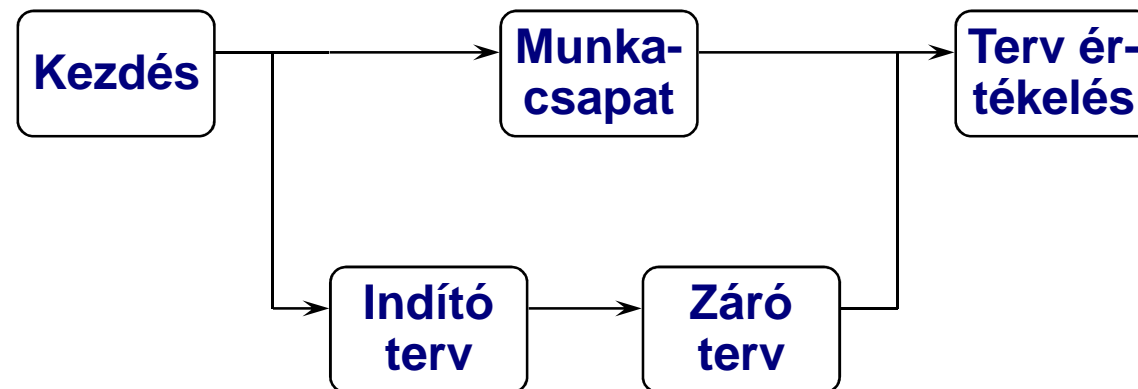 Kezdés
Munka-
csapat
Terv ér-
tékelés
Indító
terv
Záró
terv